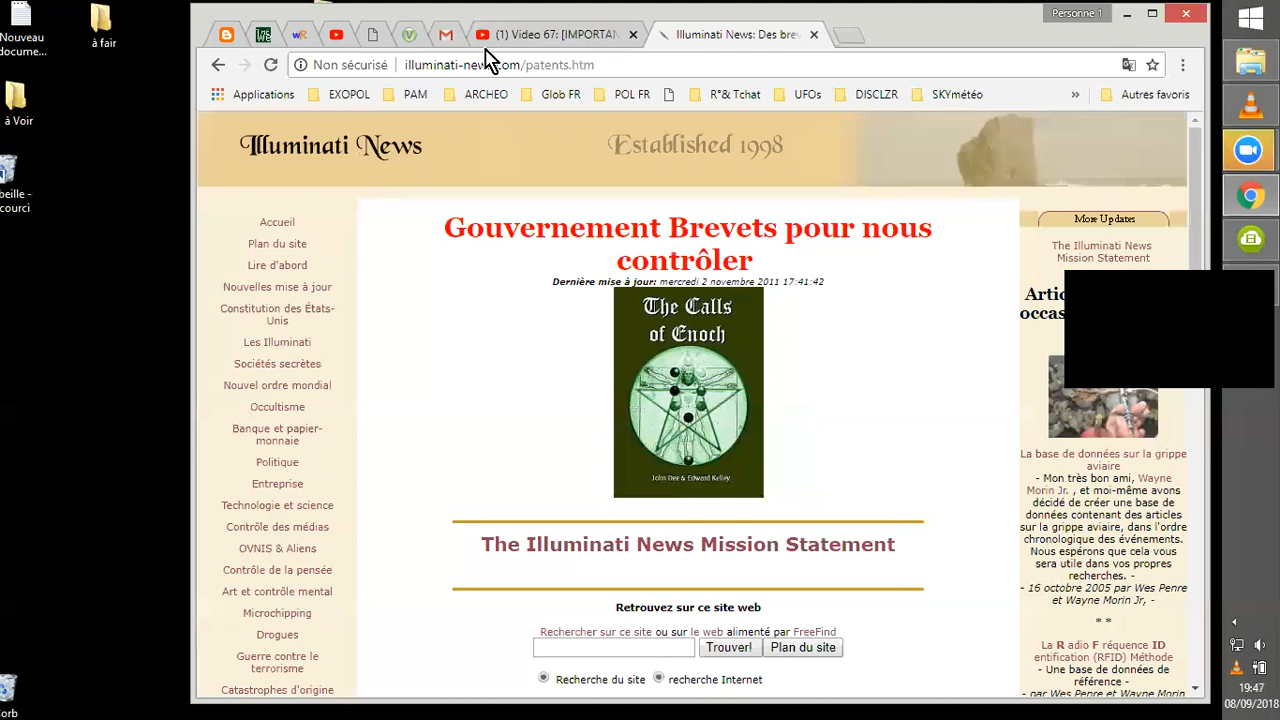 Nouveau
docume...
à fair
à Voir
beille -
courci
Corb
Personne 1
(1) Video 67: [IMPORTAN
Illuminati News: Des brev
Non sécurisé
illuminati-new com/patents.htm
Applications
EXOPOL
PAM
ARCHEO
Glob FR
POL FR
R°& Tchat
UFOs
DISCLZR
SKYmétéo
»
Autres favoris
Illuminati News
Established 1998
Accueil
Plan du site
Lire d'abord
Nouvelles mise à jour
Constitution des États-
Unis
Les Illuminati
Sociétés secrètes
Nouvel ordre mondial
Occultisme
Banque et papier-
monnaie
Politique
Entreprise
Technologie et science
Contrôle des médias
OVNIS & Aliens
Contrôle de la pensée
Art et contrôle mental
Microchipping
Drogues
Guerre contre le
terrorisme
Catastrophes d'origine
Gouvernement Brevets pour nous
contrôler
Dernière mise à jour: mercredi 2 novembre 2011 17:41:42
The Calls
of Enoch
John Dee & Edward Kelley
The Illuminati News Mission Statement
Retrouvez sur ce site web
Rechercher sur ce site ou sur le web alimenté par FreeFind
Trouver! Plan du site
Recherche du site recherche Internet
More Updates
The Illuminati News
Mission Statement
Artic
occas
La base de données sur la grippe
aviaire
- Mon très bon ami, Wayne
Morin Jr. , et moi-même avons
décidé de créer une base de
données contenant des articles
sur la grippe aviaire, dans l'ordre
chronologique des événements.
Nous espérons que cela vous
sera utile dans vos propres
recherches. -
- 16 octobre 2005 par Wes Penre
et Wayne Morin Jr, -
* *
La R adio F réquence ID
entification (RFID) Méthode
- Une base de données de
référence -
- par Wes Penre et Wayne Morin
19:47
08/09/2018